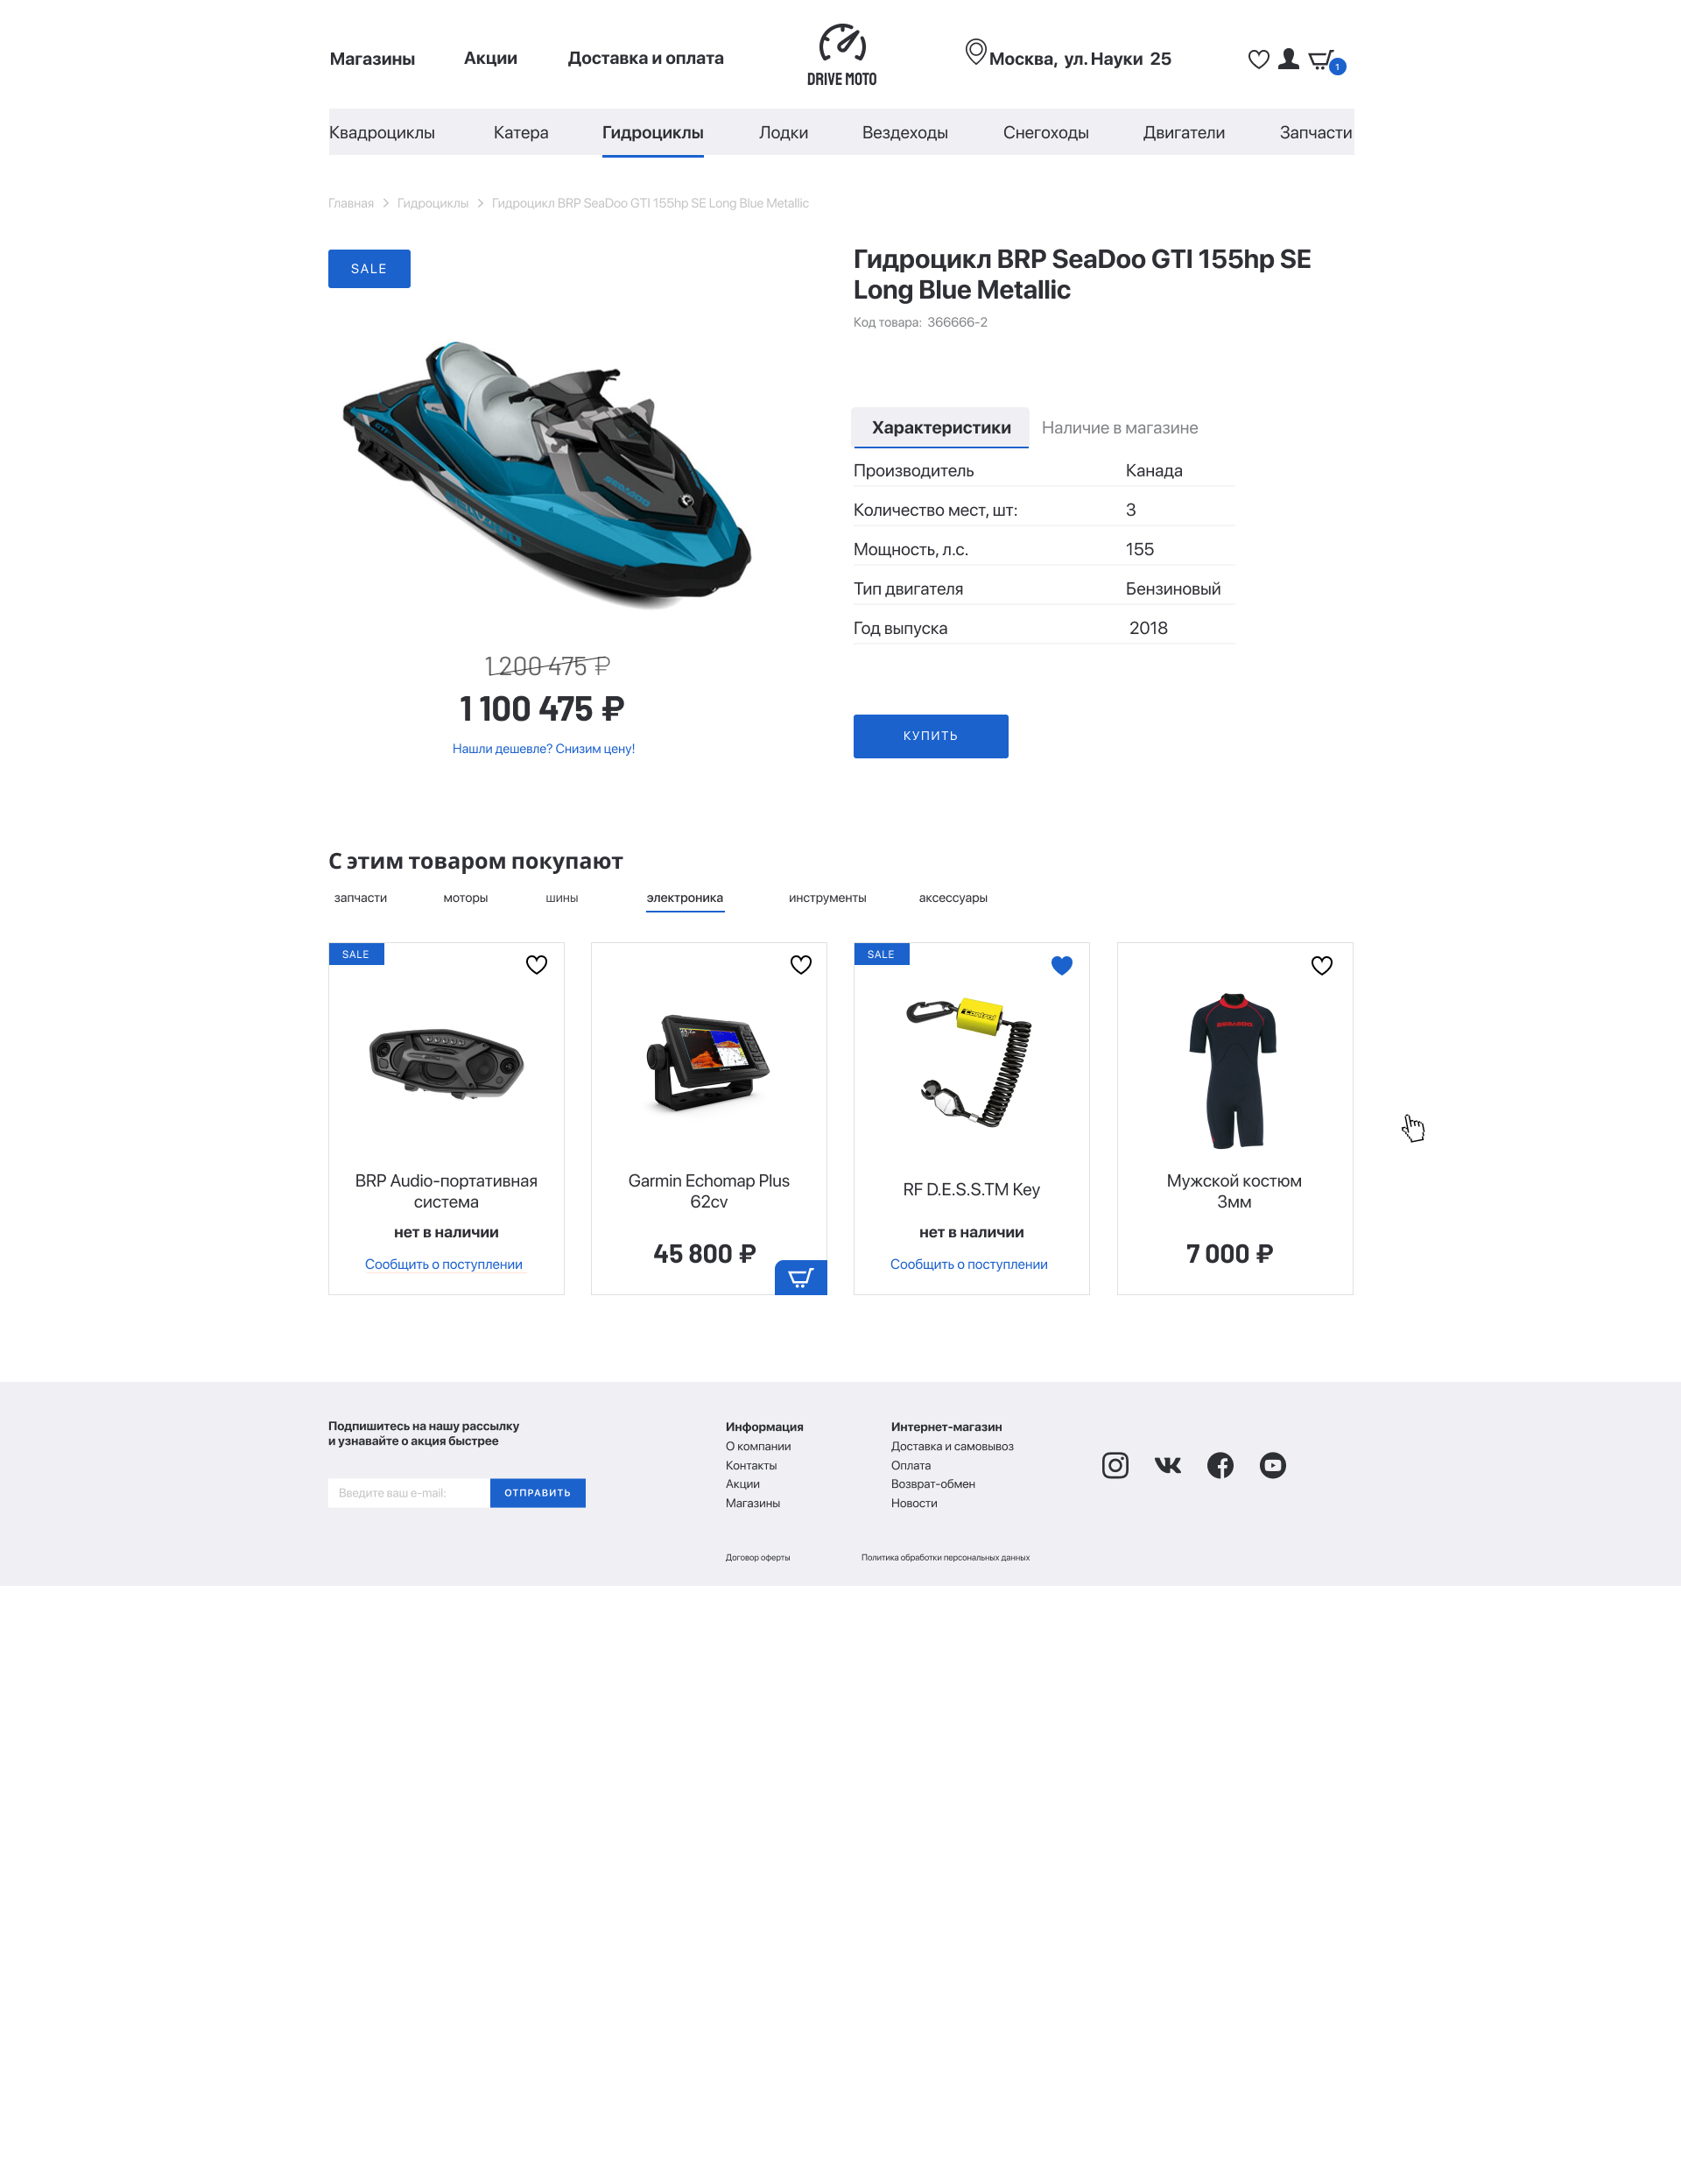 Магазины
Акции
Доставка и оплата
DRIVE MOTO
Москва, ул. Науки 25
1
Квадроциклы
Катера
Гидроциклы
Лодки
Вездеходы
Снегоходы
Двигатели
Запчасти
Главная > Гидроциклы > Гидроцикл BRP SeaDoo GTI 155hp SE Long Blue Metallic
SALE
Гидроцикл BRP SeaDoo GTI 155hp SE
Long Blue Metallic
Код товара: 366666-2
Характеристики
Наличие в магазине
Производитель Канада
Количество мест, шт: 3
Мощность, л.с. 155
Тип двигателя Бензиновый
Год выпуска 2018
SEADOO
1 200 475 ₽
1 100 475 ₽
Нашли дешевле? Снизим цену!
КУПИТЬ
С этим товаром покупают
запчасти
моторы
шины
электроника
инструменты
аксессуары
SALE
BRP Audio-портативная
система
нет в наличии
Сообщить о поступлении
Garmin Echomap Plus
62cv
45 800 ₽
SALE
iControl
RF D.E.S.S.TM Key
нет в наличии
Сообщить о поступлении
Мужской костюм
3мм
7 000 ₽
Подпишитесь на нашу рассылку
и узнавайте о акция быстрее
Введите ваш e-mail:
ОТПРАВИТЬ
Информация
О компании
Контакты
Акции
Магазины
Интернет-магазин
Доставка и самовывоз
Оплата
Возврат-обмен
Новости
Договор оферты
Политика обработки персональных данных